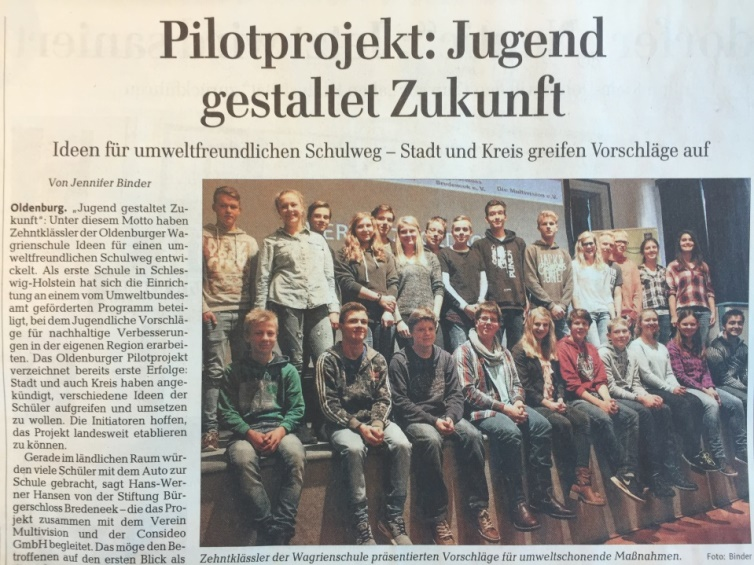 Pilotprojekt: Jugend
gestaltet Zukunft
Ideen für umweltfreundlichen Schulweg – Stadt und Kreis greifen Vorschläge auf
Von Jennifer Binder
Oldenburg. „Jugend gestaltet Zu-
kunft“: Unter diesem Motto haben
Zehntklässler der Oldenburger Wa-
grienschule Ideen für einen um-
weltfreundlichen Schulweg entwi-
ckelt. Als erste Schule in Schles-
wig-Holstein hat sich die Einrich-
tung an einem vom Umweltbundes-
amt geförderten Programm betei-
ligt, bei dem Jugendliche Vorschlä-
ge für nachhaltige Verbesserun-
gen in der eigenen Region erarbei-
ten. Das Oldenburger Pilotprojekt
verzeichnet bereits erste Erfolge:
Stadt und auch Kreis haben ange-
kündigt, verschiedene Ideen der
Schüler aufgreifen und umsetzen
zu wollen. Die Initiatoren hoffen,
das Projekt landesweit etablieren
zu können.
Gerade im ländlichen Raum wür-
den viele Schüler mit dem Auto zur
Schule gebracht, sagt Hans-Wer-
ner Hansen von der Stiftung Bür-
gerschloss Bredeneek – die das Pro-
jekt zusammen mit dem Verein
Multivision und der Consideo
GmbH begleitet. Das möge den Be-
troffenen auf den ersten Blick als
Bredeneek e. V.
Die Multivision e. V.
Zehntklässler der Wagrienschule präsentierten Vorschläge für umweltschonende Maßnahmen.
Foto: Binder